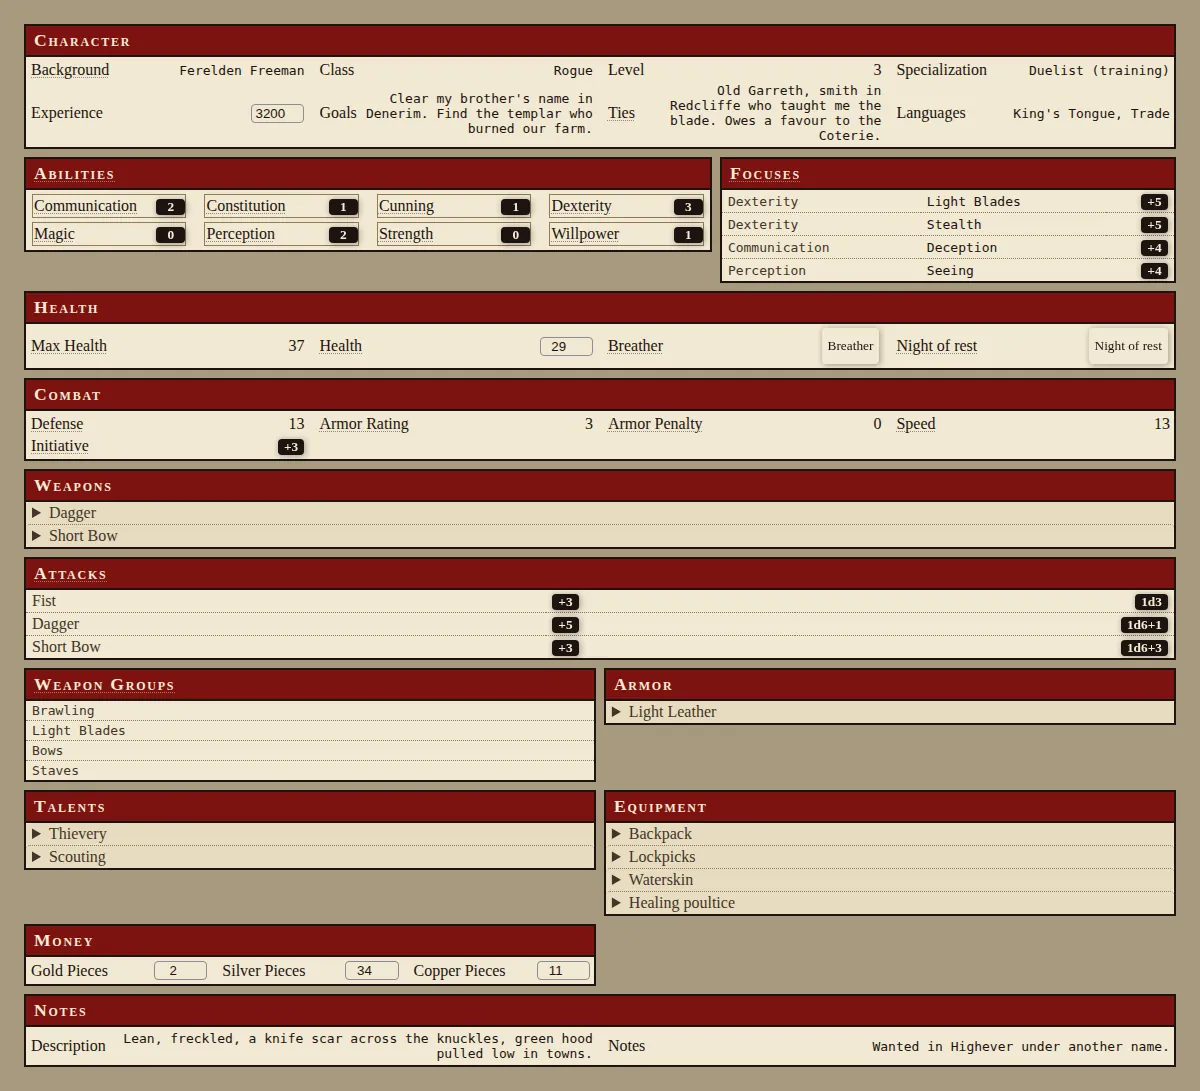 Character
Background Ferelden Freeman Class Rogue Level 3 Specialization Duelist (training)
Experience 3200 Goals Clear my brother's name in Denerim. Find the templar who burned our farm. Ties Old Garreth, smith in Redcliffe who taught me the blade. Owes a favour to the Coterie. Languages King's Tongue, Trade
Abilities
Communication 2 Constitution 1 Cunning 1 Dexterity 3
Magic 0 Perception 2 Strength 0 Willpower 1
Focuses
Dexterity Light Blades +5
Dexterity Stealth +5
Communication Deception +4
Perception Seeing +4
Health
Max Health 37 Health 29 Breather Breather Night of rest Night of rest
Combat
Defense 13 Armor Rating 3 Armor Penalty 0 Speed 13
Initiative +3
Weapons
Dagger
Short Bow
Attacks
Fist +3 1d3
Dagger +5 1d6+1
Short Bow +3 1d6+3
Weapon Groups
Brawling
Light Blades
Bows
Staves
Armor
Light Leather
Talents
Thievery
Scouting
Equipment
Backpack
Lockpicks
Waterskin
Healing poultice
Money
Gold Pieces 2 Silver Pieces 34 Copper Pieces 11
Notes
Description Lean, freckled, a knife scar across the knuckles, green hood pulled low in towns. Notes Wanted in Highever under another name.